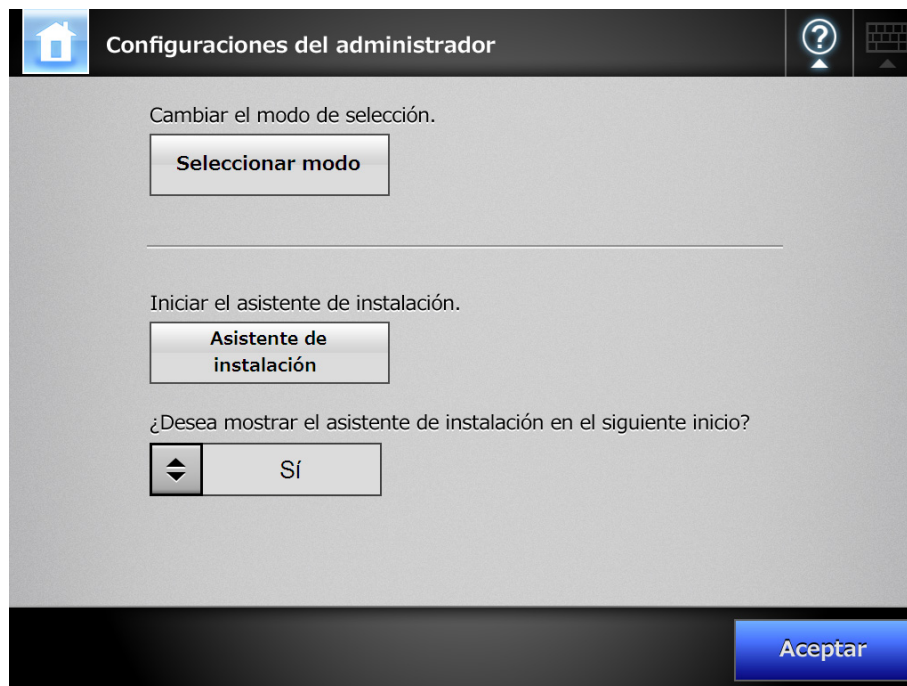 Configuraciones del administrador
?
Cambiar el modo de selección.
Seleccionar modo
Iniciar el asistente de instalación.
Asistente de
instalación
¿Desea mostrar el asistente de instalación en el siguiente inicio?
Sí
Aceptar